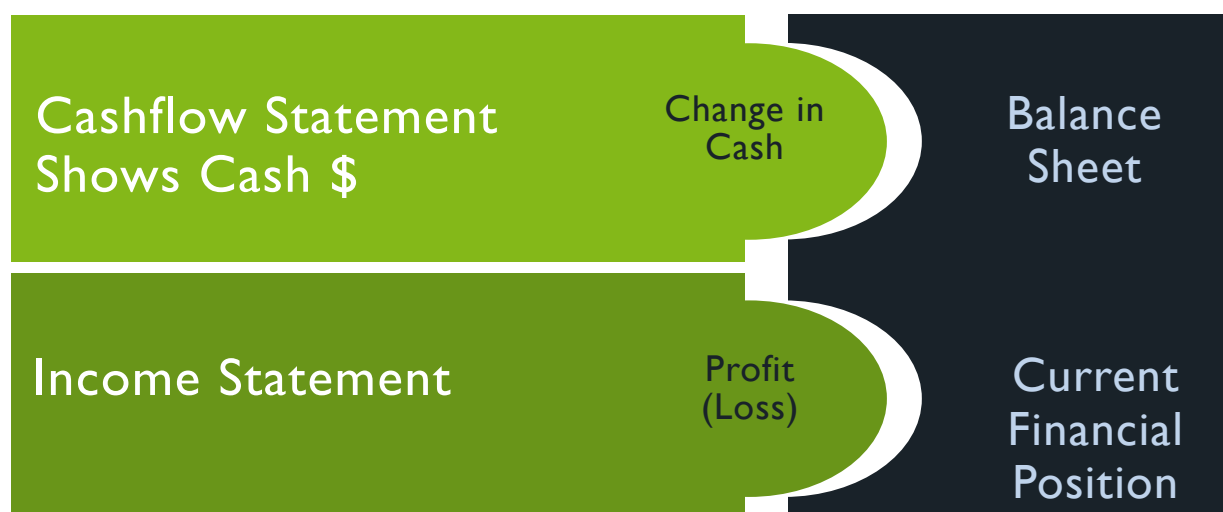 Cashflow Statement
Shows Cash $
Change in
Cash
Balance
Sheet
Income Statement
Profit
(Loss)
Current
Financial
Position